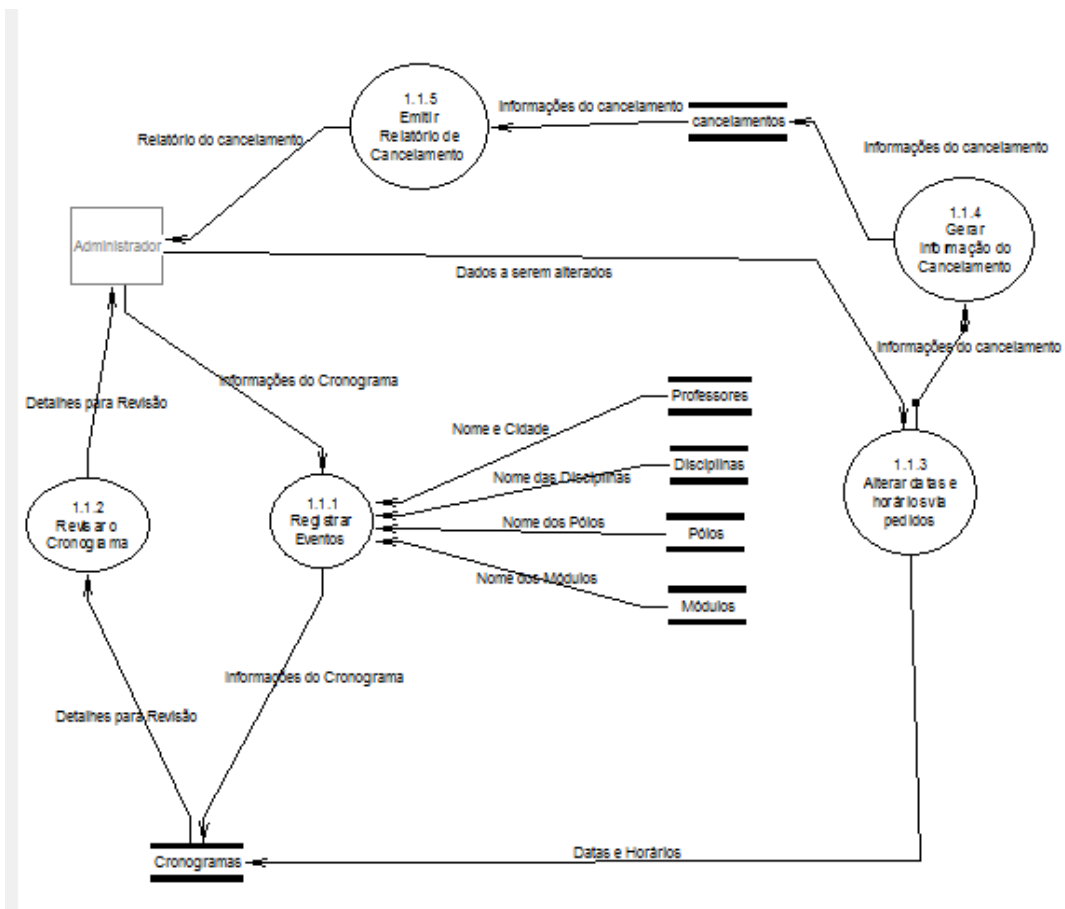 1.1.5
Emitir
Relatório de
Cancelamento
Informações do cancelamento
cancelamentos
Relatório do cancelamento
Informações do cancelamento
1.1.4
Gerar
Informação do
Cancelamento
Administrador
Dados a serem alterados
Informações do cancelamento
Informações do Cronograma
Detalhes para Revisão
Professores
Nome e Cidade
Disciplinas
Nome das Disciplinas
1.1.3
Alterar datas e
horários via
pedidos
1.1.2
Revisar o
Cronograma
1.1.1
Registrar
Eventos
Nome dos Pólos
Pólos
Nome dos Módulos
Módulos
Informações do Cronograma
Detalhes para Revisão
Cronogramas
Datas e Horários